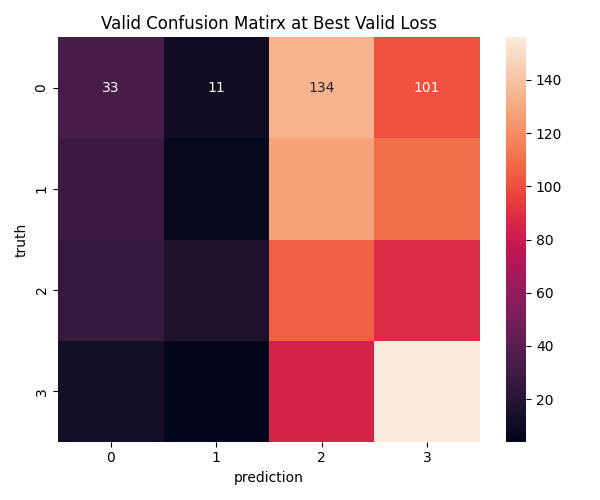 Valid Confusion Matirx at Best Valid Loss
0
33 11 134 101
140
120
1
100
truth
80
2
60
40
3
20
0 1 2 3
prediction